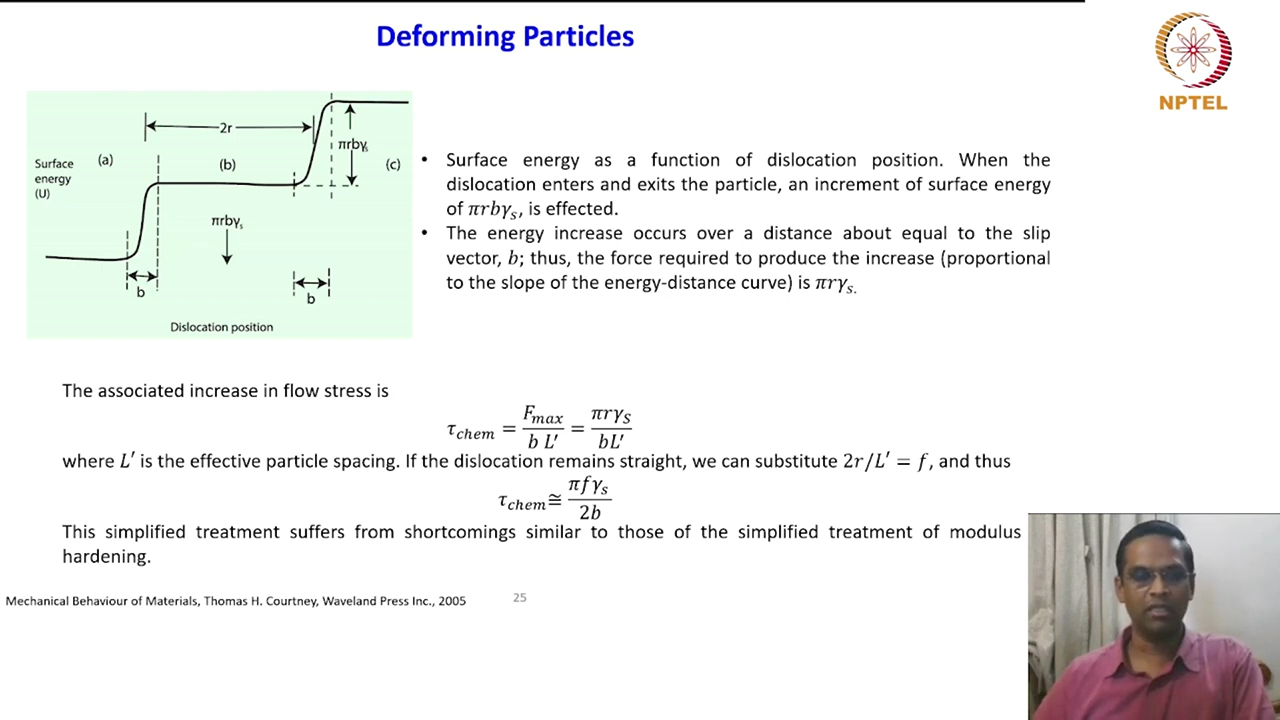 Deforming Particles
NPTEL
Surface
energy
(U)
(a)
2r
(b)
πrbγₛ
(c)
πrbγₛ
b
b
Dislocation position
• Surface energy as a function of dislocation position. When the
dislocation enters and exits the particle, an increment of surface energy
of πrbγₛ, is effected.
• The energy increase occurs over a distance about equal to the slip
vector, b; thus, the force required to produce the increase (proportional
to the slope of the energy-distance curve) is πrγₛ.
The associated increase in flow stress is
τ_chem = F_max / b L′ = πrγ_S / bL′
where L′ is the effective particle spacing. If the dislocation remains straight, we can substitute 2r/L′ = f, and thus
τ_chem ≅ πfγₛ / 2b
This simplified treatment suffers from shortcomings similar to those of the simplified treatment of modulus
hardening.
Mechanical Behaviour of Materials, Thomas H. Courtney, Waveland Press Inc., 2005
25